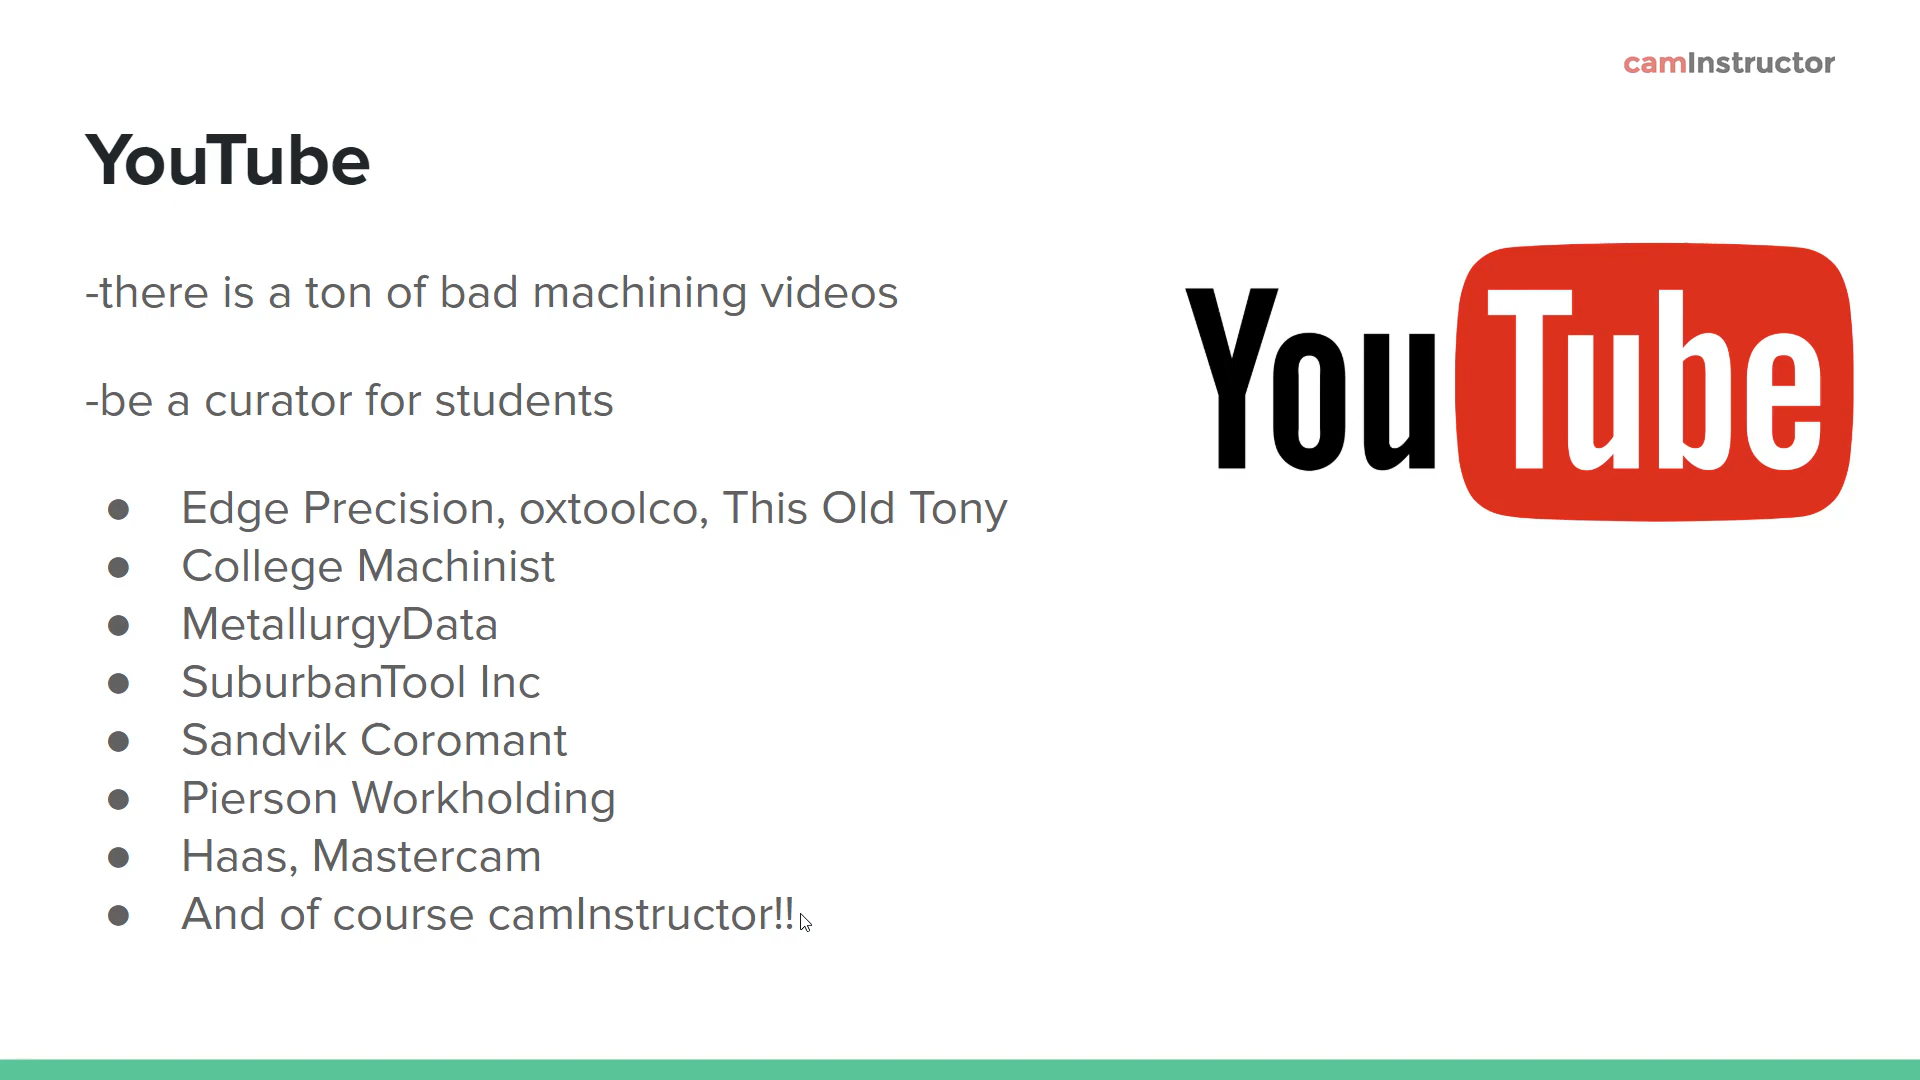 camInstructor
YouTube
-there is a ton of bad machining videos
-be a curator for students
● Edge Precision, oxtoolco, This Old Tony
● College Machinist
● MetallurgyData
● SuburbanTool Inc
● Sandvik Coromant
● Pierson Workholding
● Haas, Mastercam
● And of course camInstructor!!
YouTube